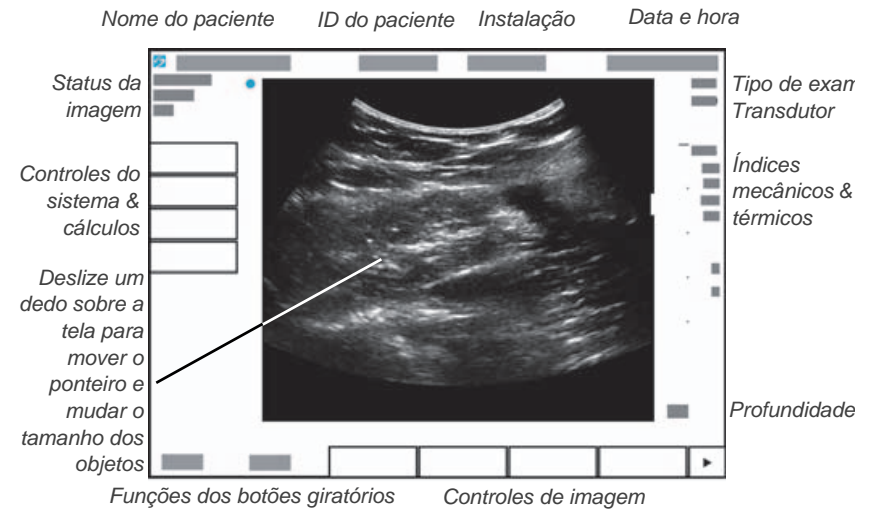 Nome do paciente
ID do paciente
Instalação
Data e hora
Status da
imagem
Controles do
sistema &
cálculos
Deslize um
dedo sobre a
tela para
mover o
ponteiro e
mudar o
tamanho dos
objetos
Tipo de exam
Transdutor
Índices
mecânicos &
térmicos
Profundidade
Funções dos botões giratórios
Controles de imagem